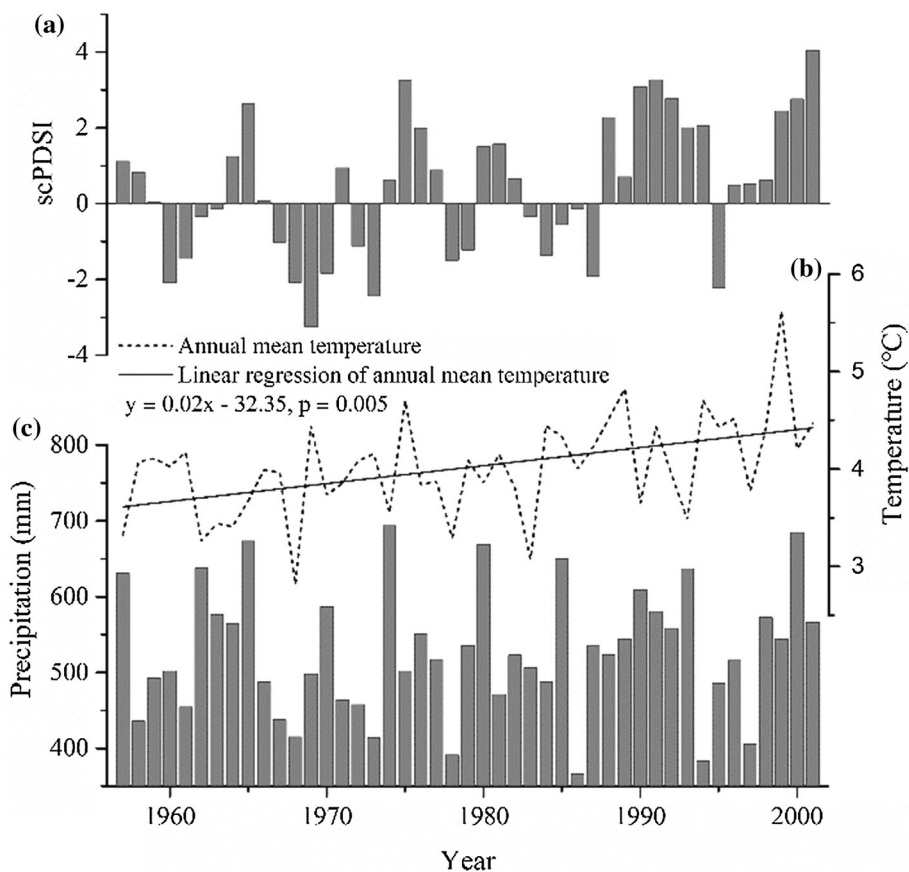 (a)
4
2
0
-2
-4
scPDSI
(b)
6
5
4
3
Temperature (°C)
Annual mean temperature
Linear regression of annual mean temperature
y = 0.02x - 32.35, p = 0.005
(c)
800
700
600
500
400
Precipitation (mm)
1960 1970 1980 1990 2000
Year